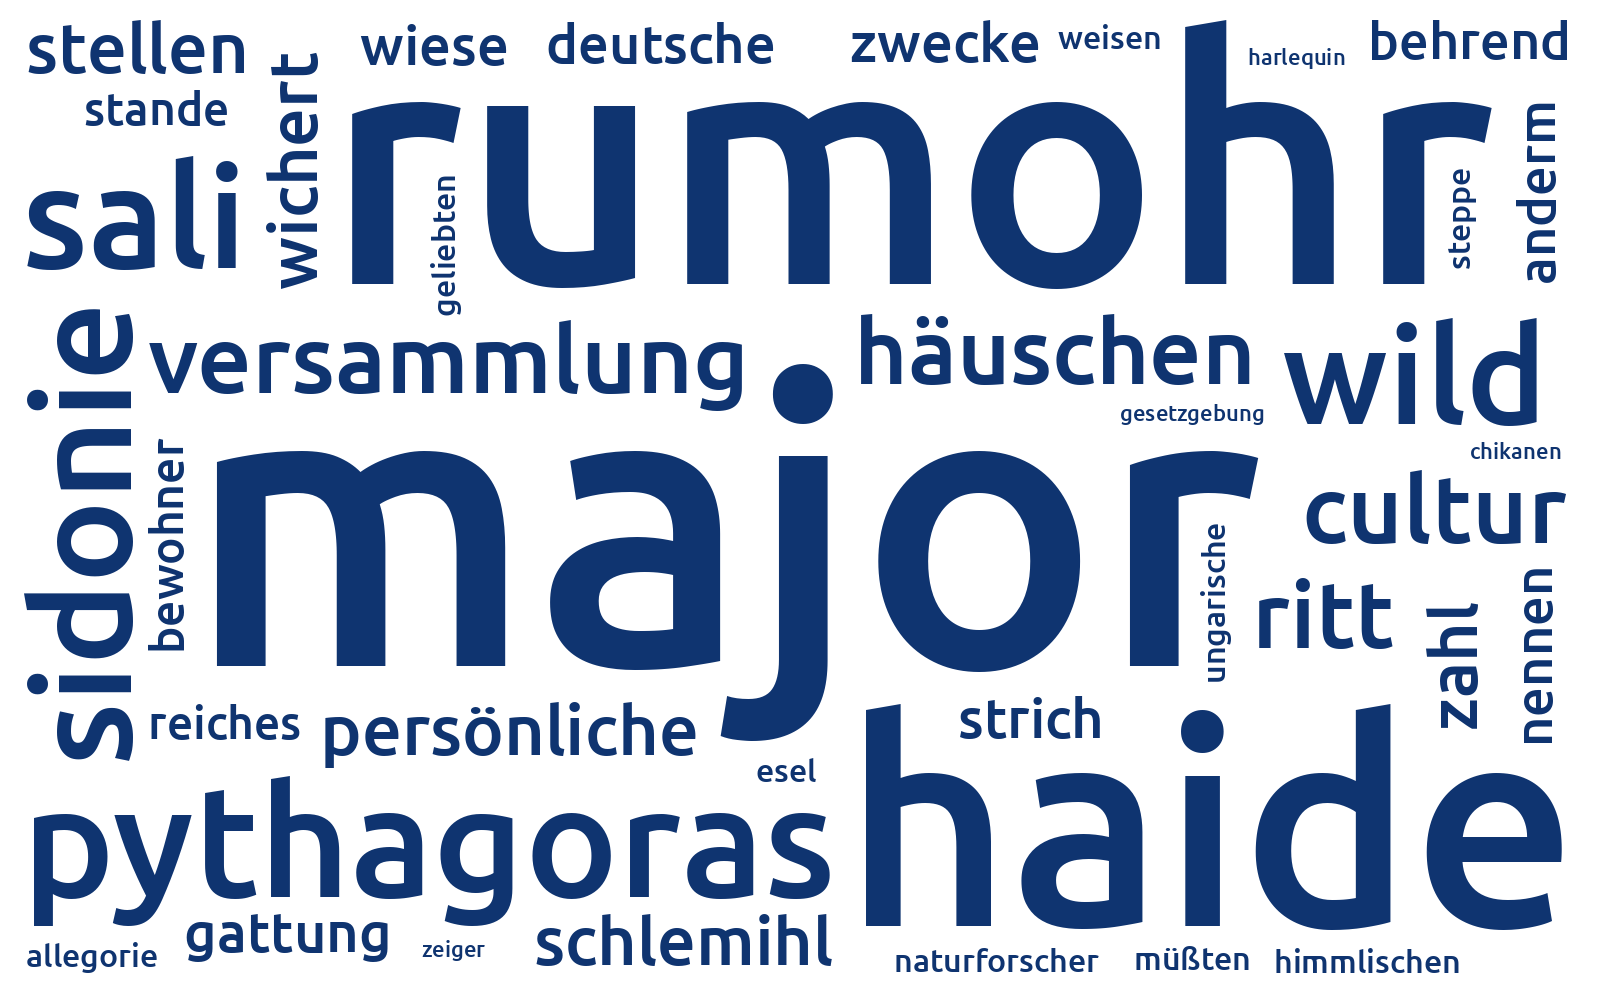 stellen
wiese
deutsche
zwecke
weisen
harlequin
behrend
stande
wichert
rumohr
anderm
sali
geliebten
steppe
sidonie
versammlung
häuschen
wild
gesetzgebung
major
bewohner
chikanen
cultur
ungarische
ritt
zahl
nennen
reiches
persönliche
strich
haide
esel
pythagoras
gattung
schlemihl
allegorie
zeiger
naturforscher
müßten
himmlischen